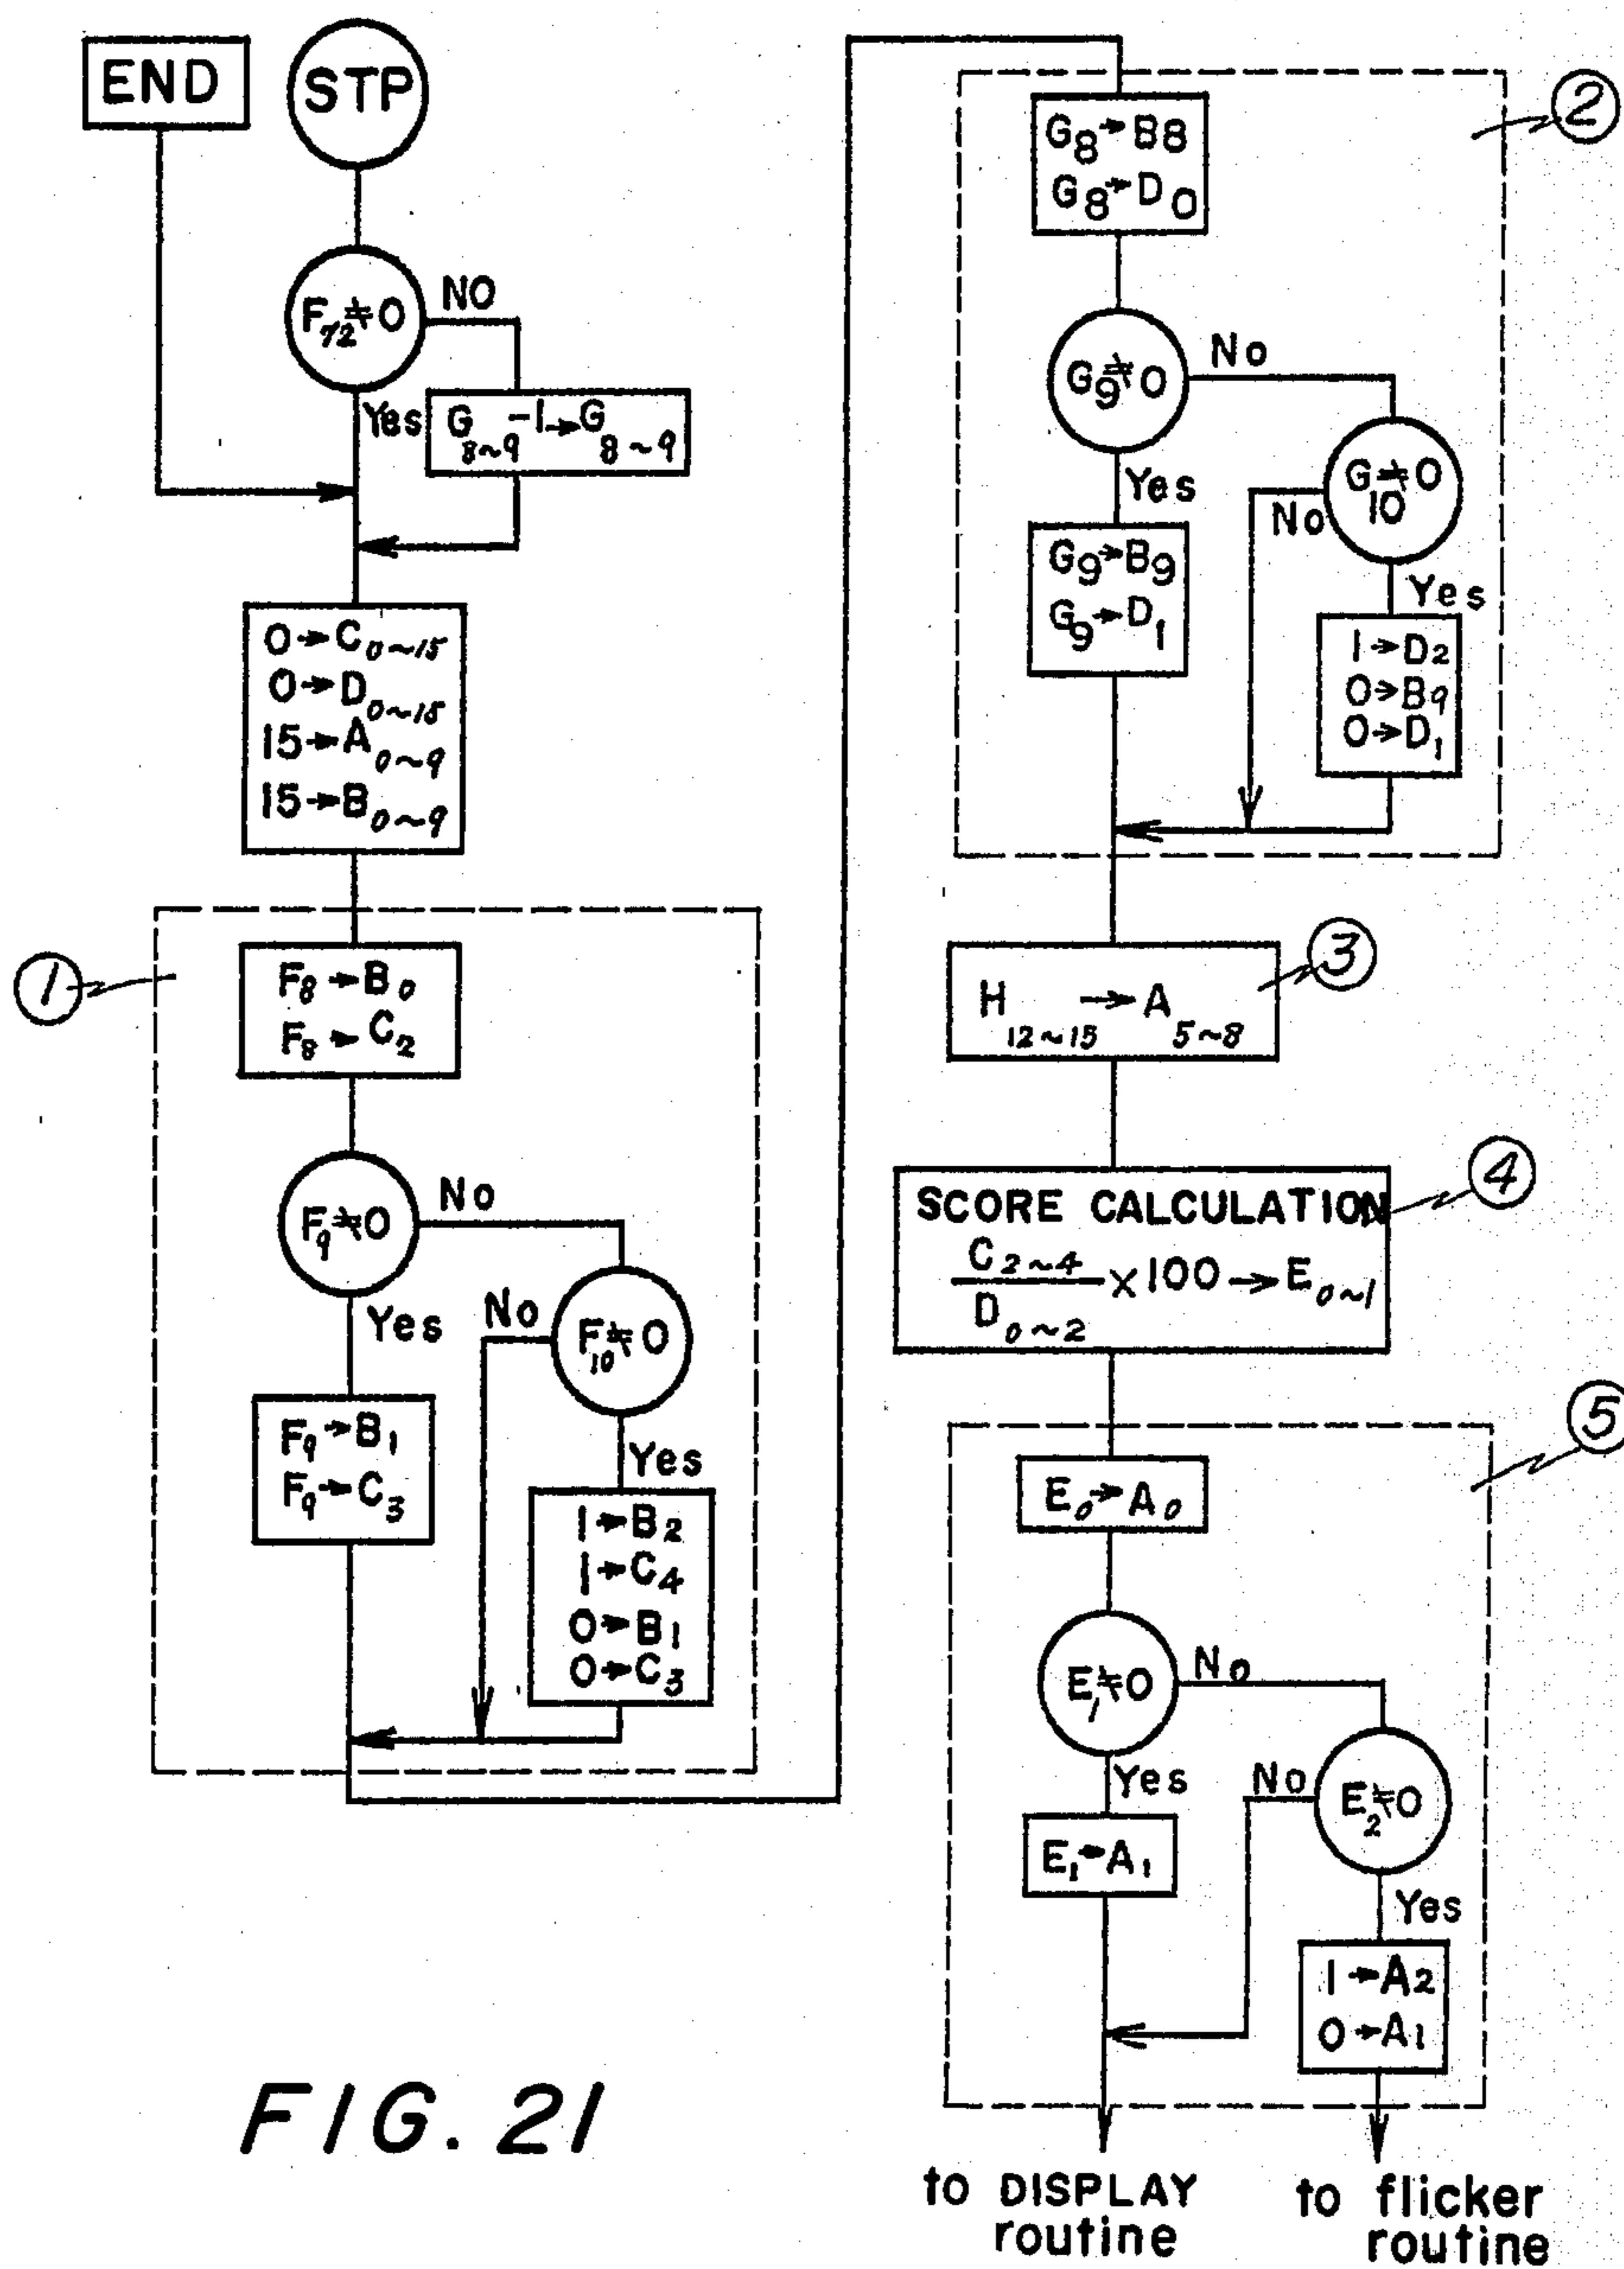 END
STP
F₇₂≠0
NO
Yes
G₈~₉-1→G₈~₉
0→C₀~₁₅
0→D₀~₁₅
15→A₀~₉
15→B₀~₉
①
F₈→B₀
F₈→C₂
F₉≠0
No
Yes
F₁₀≠0
No
Yes
F₉→B₁
F₉→C₃
1→B₂
1→C₄
0→B₁
0→C₃
②
G₈→B8
G₈→D₀
G₉≠0
No
Yes
G₁₀≠0
No
Yes
G₉→B₉
G₉→D₁
1→D₂
0→B₉
0→D₁
③
H₁₂~₁₅→A₅~₈
④
SCORE CALCULATION
C₂~₄/D₀~₂×100→E₀~₁
⑤
E₀→A₀
E₁≠0
No
Yes
E₂≠0
No
Yes
E₁→A₁
1→A₂
0→A₁
to DISPLAY
routine
to flicker
routine
FIG. 21